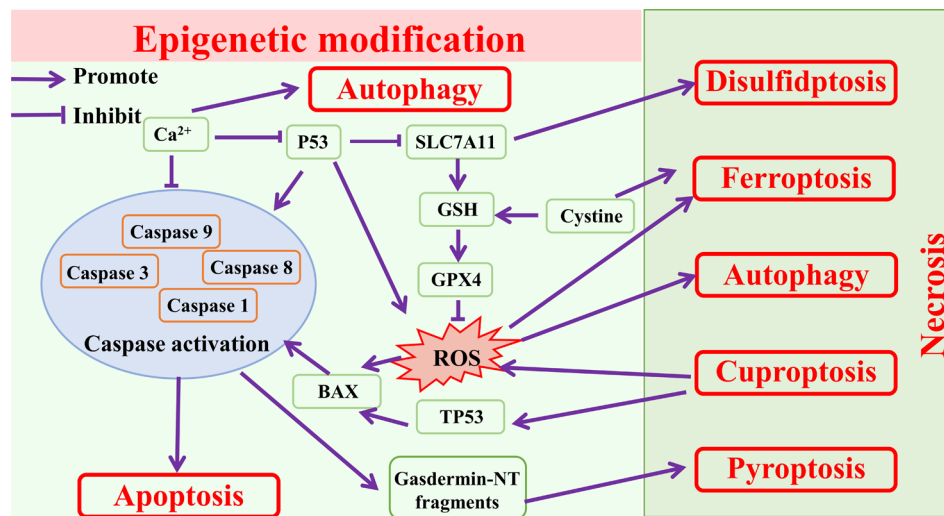 Epigenetic modification
Promote
Inhibit
Autophagy
Ca²⁺
P53
SLC7A11
GSH
Cystine
GPX4
ROS
Caspase 9
Caspase 3
Caspase 8
Caspase 1
Caspase activation
BAX
TP53
Apoptosis
Gasdermin-NT
fragments
Disulfidptosis
Ferroptosis
Autophagy
Cuproptosis
Pyroptosis
Necrosis